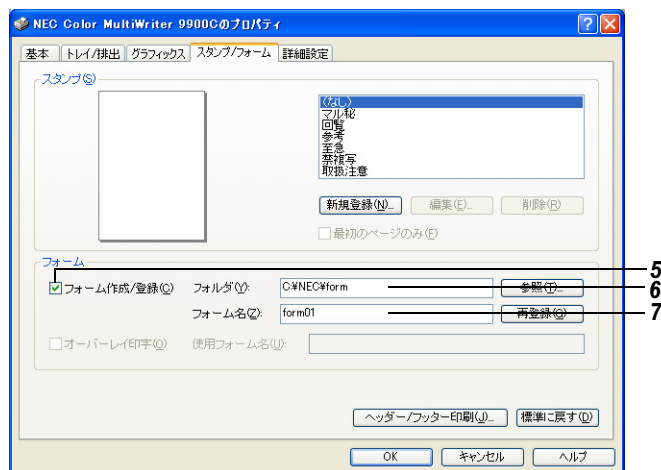 NEC Color MultiWriter 9900Cのプロパティ
基本 トレイ/排出 グラフィックス スタンプ/フォーム 詳細設定
スタンプ(S)
(なし)
マル秘
回覧
参考
至急
禁複写
取扱注意
新規登録(N)... 編集(E)... 削除(R)
最初のページのみ(F)
フォーム
5
フォーム作成/登録(C) フォルダ(Y): C:¥NEC¥form 参照(T)... 6
フォーム名(Z): form01 再登録(G) 7
オーバーレイ印字(O) 使用フォーム名(U):
ヘッダー/フッター印刷(J)... 標準に戻す(D)
OK キャンセル ヘルプ